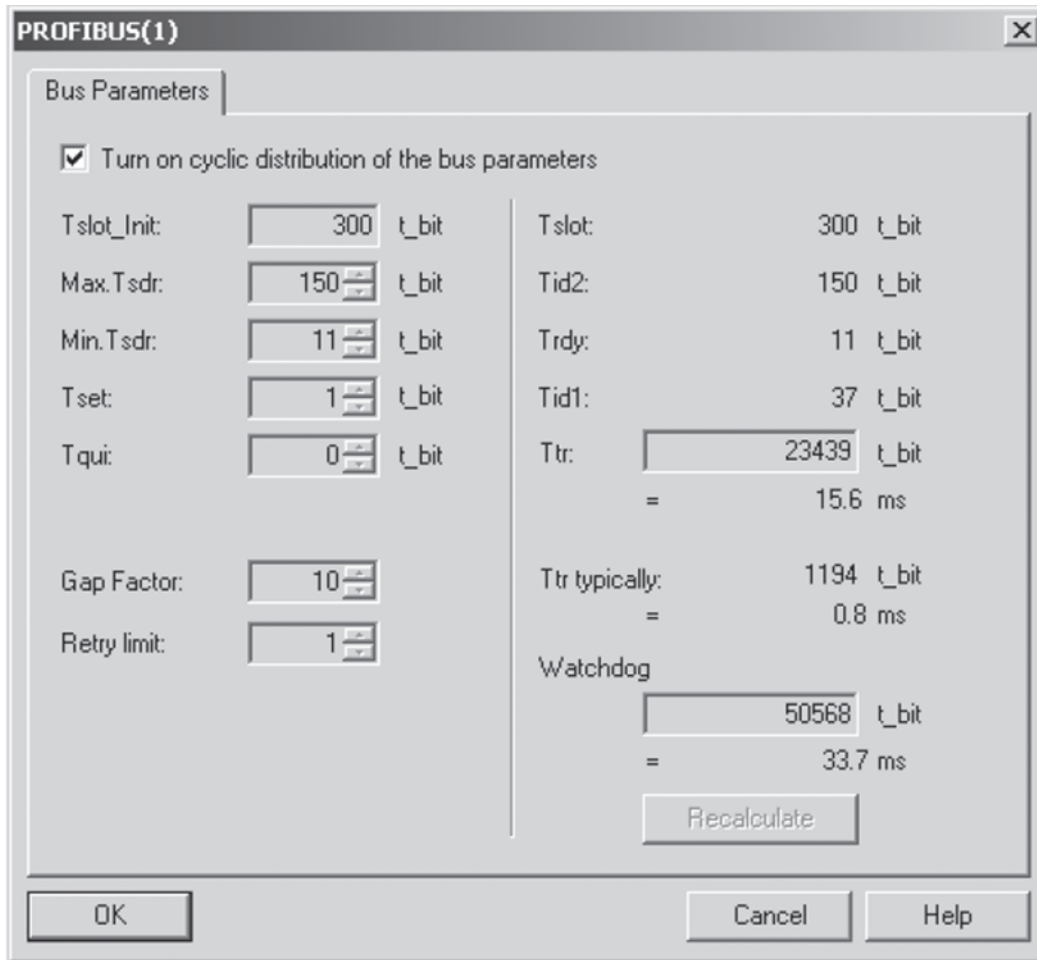 PROFIBUS(1)
Bus Parameters
Turn on cyclic distribution of the bus parameters
Tslot_Init: 300 t_bit
Max.Tsdr: 150 t_bit
Min.Tsdr: 11 t_bit
Tset: 1 t_bit
Tqui: 0 t_bit
Gap Factor: 10
Retry limit: 1
Tslot: 300 t_bit
Tid2: 150 t_bit
Trdy: 11 t_bit
Tid1: 37 t_bit
Ttr: 23439 t_bit
= 15.6 ms
Ttr typically: 1194 t_bit
= 0.8 ms
Watchdog
50568 t_bit
= 33.7 ms
Recalculate
OK Cancel Help